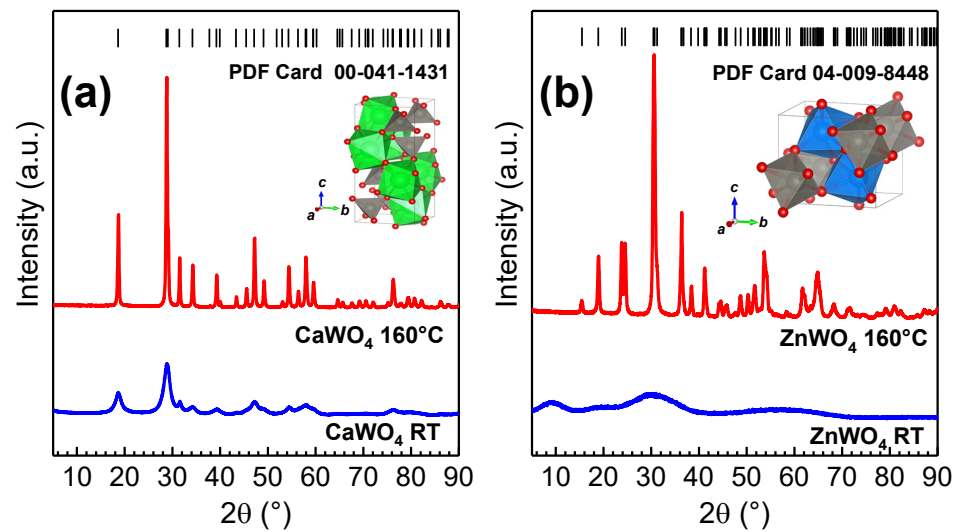 PDF Card 00-041-1431
(a)
c
a
b
CaWO₄ 160°C
CaWO₄ RT
Intensity (a.u.)
10 20 30 40 50 60 70 80 90
2θ (°)
PDF Card 04-009-8448
(b)
c
a
b
ZnWO₄ 160°C
ZnWO₄ RT
Intensity (a.u.)
10 20 30 40 50 60 70 80 90
2θ (°)